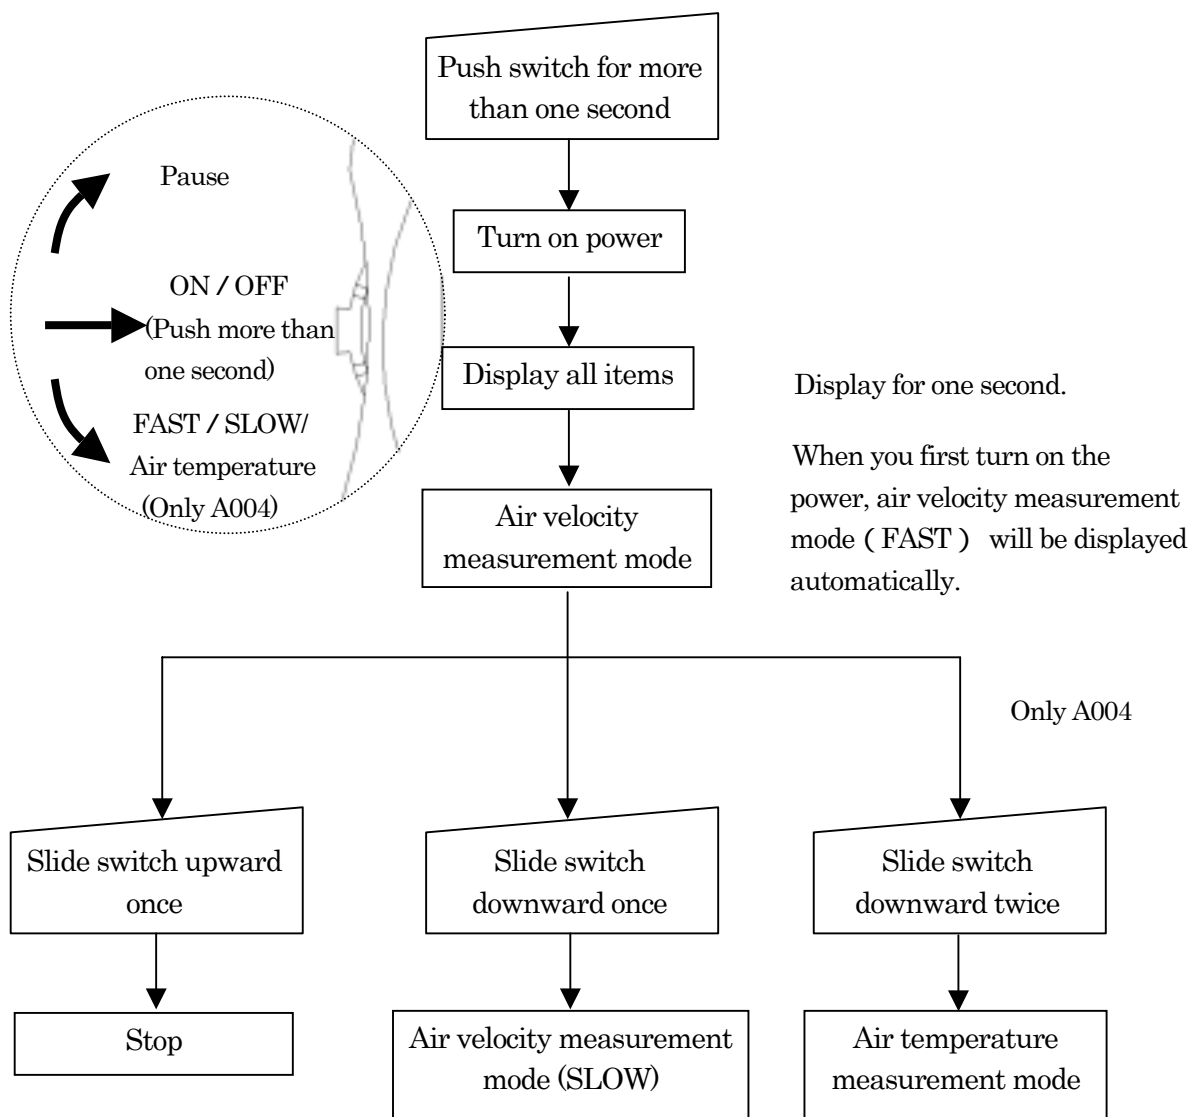 Push switch for more
than one second
Pause
Turn on power
ON / OFF
(Push more than
one second)
FAST / SLOW/
Air temperature
(Only A004)
Display all items
Display for one second.
When you first turn on the
power, air velocity measurement
mode ( FAST ) will be displayed
automatically.
Air velocity
measurement mode
Only A004
Slide switch upward
once
Slide switch
downward once
Slide switch
downward twice
Stop
Air velocity measurement
mode (SLOW)
Air temperature
measurement mode